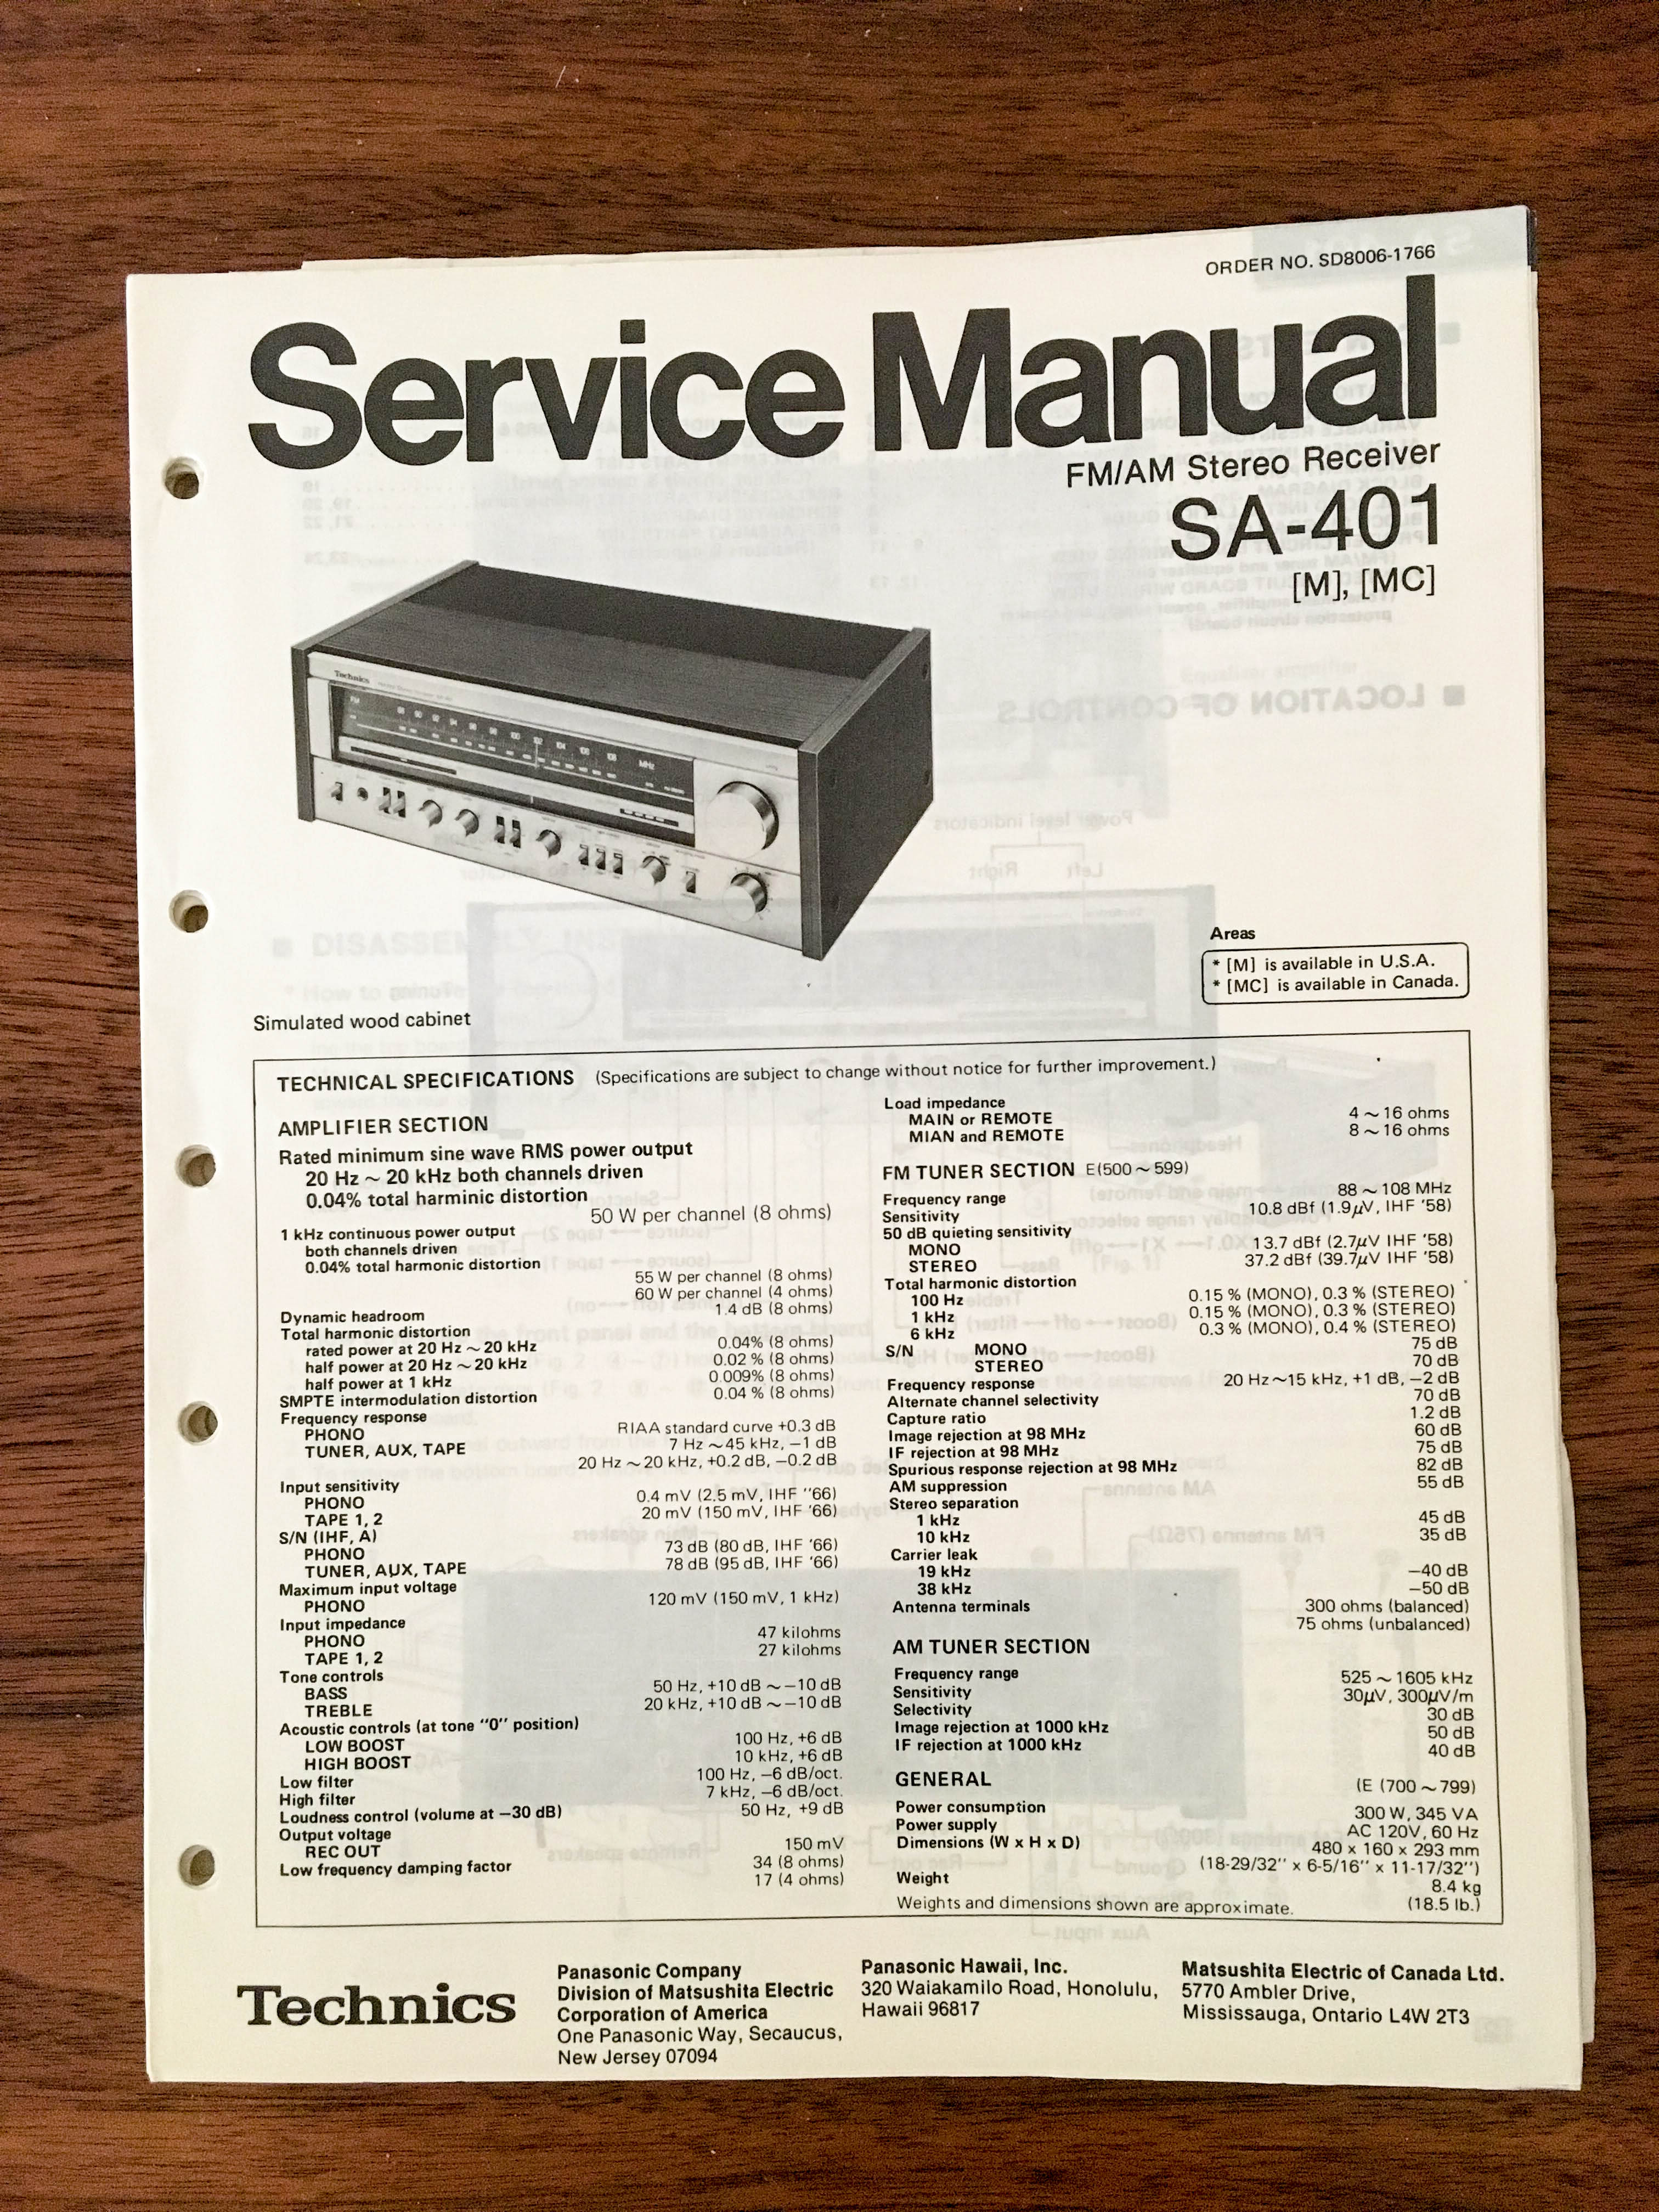 ORDER NO. SD8006-1766
Service Manual
FM/AM Stereo Receiver
SA-401
[M], [MC]
Technics
Areas
* [M] is available in U.S.A.
* [MC] is available in Canada.
Simulated wood cabinet
TECHNICAL SPECIFICATIONS (Specifications are subject to change without notice for further improvement.)
AMPLIFIER SECTION
Rated minimum sine wave RMS power output
20 Hz ~ 20 kHz both channels driven
0.04% total harminic distortion
50 W per channel (8 ohms)
1 kHz continuous power output
both channels driven
0.04% total harmonic distortion
55 W per channel (8 ohms)
60 W per channel (4 ohms)
Dynamic headroom 1.4 dB (8 ohms)
Total harmonic distortion
rated power at 20 Hz ~ 20 kHz 0.04% (8 ohms)
half power at 20 Hz ~ 20 kHz 0.02 % (8 ohms)
half power at 1 kHz 0.009% (8 ohms)
SMPTE intermodulation distortion 0.04 % (8 ohms)
Frequency response
PHONO RIAA standard curve +0.3 dB
TUNER, AUX, TAPE 7 Hz ~45 kHz, −1 dB
20 Hz ~ 20 kHz, +0.2 dB, −0.2 dB
Input sensitivity
PHONO 0.4 mV (2.5 mV, IHF ''66)
TAPE 1, 2 20 mV (150 mV, IHF '66)
S/N (IHF, A)
PHONO 73 dB (80 dB, IHF '66)
TUNER, AUX, TAPE 78 dB (95 dB, IHF '66)
Maximum input voltage
PHONO 120 mV (150 mV, 1 kHz)
Input impedance
PHONO 47 kilohms
TAPE 1, 2 27 kilohms
Tone controls
BASS 50 Hz, +10 dB ~ −10 dB
TREBLE 20 kHz, +10 dB ~ −10 dB
Acoustic controls (at tone "0" position)
LOW BOOST 100 Hz, +6 dB
HIGH BOOST 10 kHz, +6 dB
Low filter 100 Hz, −6 dB/oct.
High filter 7 kHz, −6 dB/oct.
Loudness control (volume at −30 dB) 50 Hz, +9 dB
Output voltage
REC OUT 150 mV
Low frequency damping factor 34 (8 ohms)
17 (4 ohms)
Load impedance
MAIN or REMOTE 4 ~ 16 ohms
MIAN and REMOTE 8 ~ 16 ohms
FM TUNER SECTION E(500 ~ 599)
Frequency range 88 ~ 108 MHz
Sensitivity 10.8 dBf (1.9μV, IHF '58)
50 dB quieting sensitivity
MONO 13.7 dBf (2.7μV IHF '58)
STEREO 37.2 dBf (39.7μV IHF '58)
Total harmonic distortion
100 Hz 0.15 % (MONO), 0.3 % (STEREO)
1 kHz 0.15 % (MONO), 0.3 % (STEREO)
6 kHz 0.3 % (MONO), 0.4 % (STEREO)
S/N MONO 75 dB
STEREO 70 dB
Frequency response 20 Hz~15 kHz, +1 dB, −2 dB
Alternate channel selectivity 70 dB
Capture ratio 1.2 dB
Image rejection at 98 MHz 60 dB
IF rejection at 98 MHz 75 dB
Spurious response rejection at 98 MHz 82 dB
AM suppression 55 dB
Stereo separation
1 kHz 45 dB
10 kHz 35 dB
Carrier leak
19 kHz −40 dB
38 kHz −50 dB
Antenna terminals 300 ohms (balanced)
75 ohms (unbalanced)
AM TUNER SECTION
Frequency range 525 ~ 1605 kHz
Sensitivity 30μV, 300μV/m
Selectivity 30 dB
Image rejection at 1000 kHz 50 dB
IF rejection at 1000 kHz 40 dB
GENERAL (E (700 ~ 799)
Power consumption 300 W, 345 VA
Power supply AC 120V, 60 Hz
Dimensions (W x H x D) 480 x 160 x 293 mm
(18-29/32'' x 6-5/16'' x 11-17/32'')
Weight 8.4 kg
(18.5 lb.)
Weights and dimensions shown are approximate.
Technics
Panasonic Company
Division of Matsushita Electric
Corporation of America
One Panasonic Way, Secaucus,
New Jersey 07094
Panasonic Hawaii, Inc.
320 Waiakamilo Road, Honolulu,
Hawaii 96817
Matsushita Electric of Canada Ltd.
5770 Ambler Drive,
Mississauga, Ontario L4W 2T3